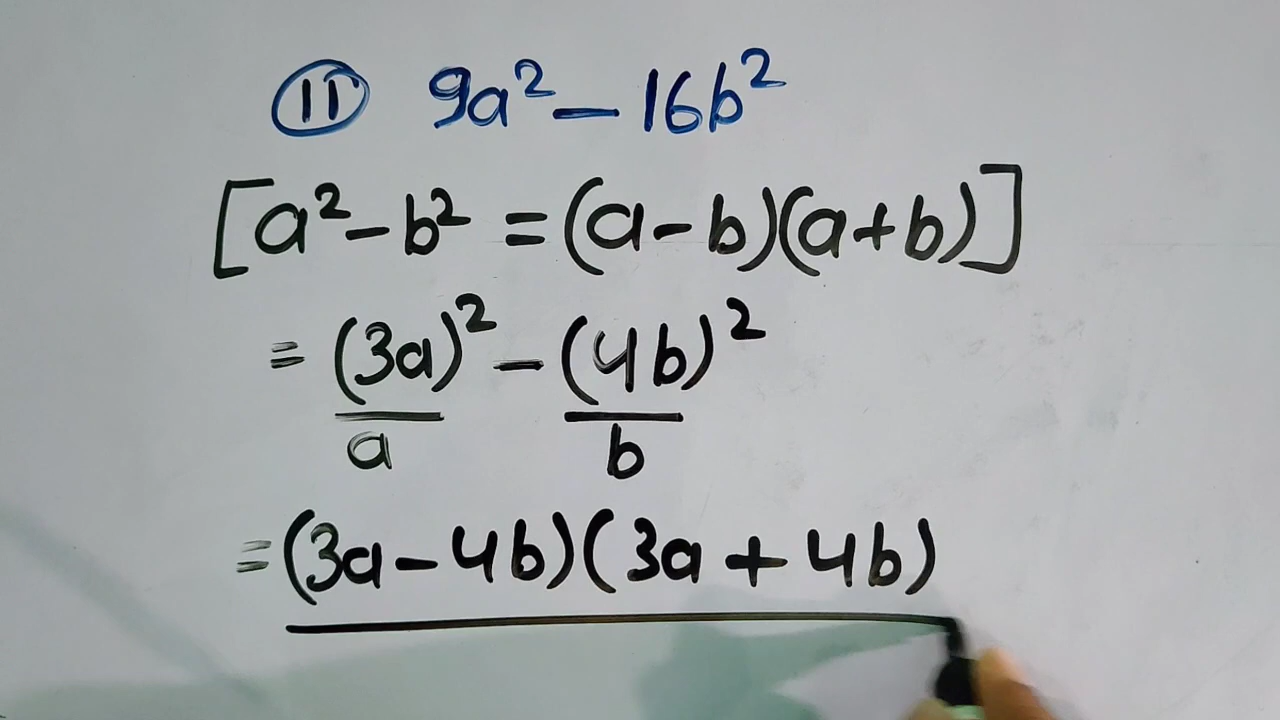 (11) 9a² – 16b²
[a² – b² = (a – b)(a + b)]
= (3a)² – (4b)²
a b
= (3a – 4b)(3a + 4b)